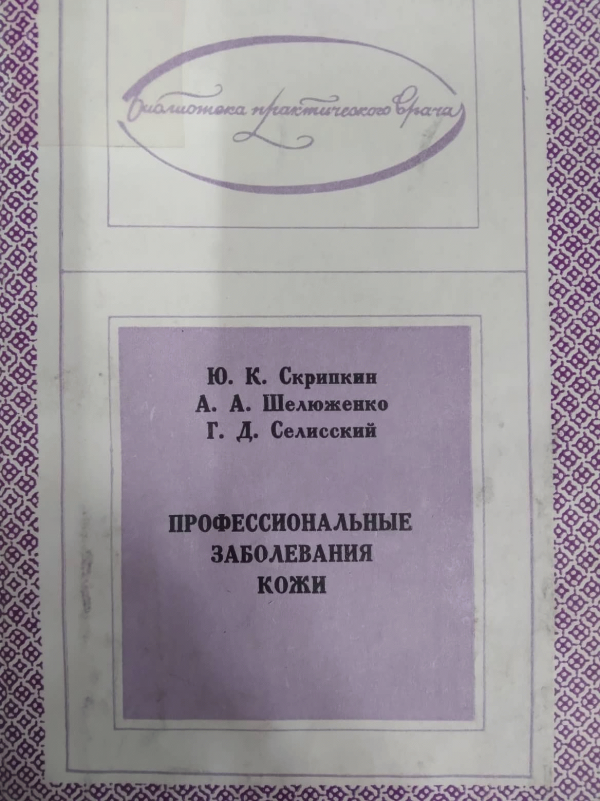 Библиотека практического врача
Ю. К. Скрипкин
А. А. Шелюженко
Г. Д. Селисский
ПРОФЕССИОНАЛЬНЫЕ
ЗАБОЛЕВАНИЯ
КОЖИ